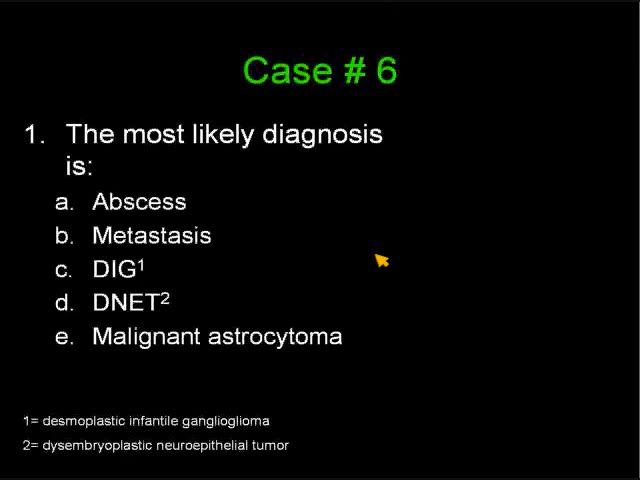 Case # 6
1. The most likely diagnosis
is:
a. Abscess
b. Metastasis
c. DIG¹
d. DNET²
e. Malignant astrocytoma
1= desmoplastic infantile ganglioglioma
2= dysembryoplastic neuroepithelial tumor